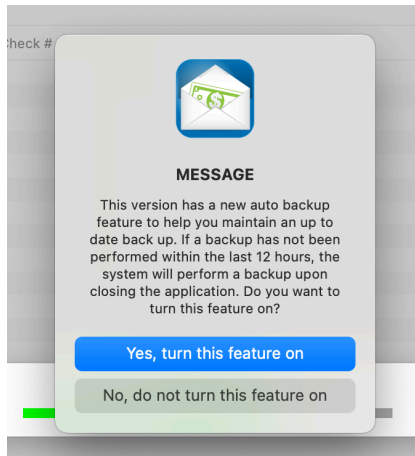 Check #
MESSAGE
This version has a new auto backup
feature to help you maintain an up to
date back up. If a backup has not been
performed within the last 12 hours, the
system will perform a backup upon
closing the application. Do you want to
turn this feature on?
Yes, turn this feature on
No, do not turn this feature on